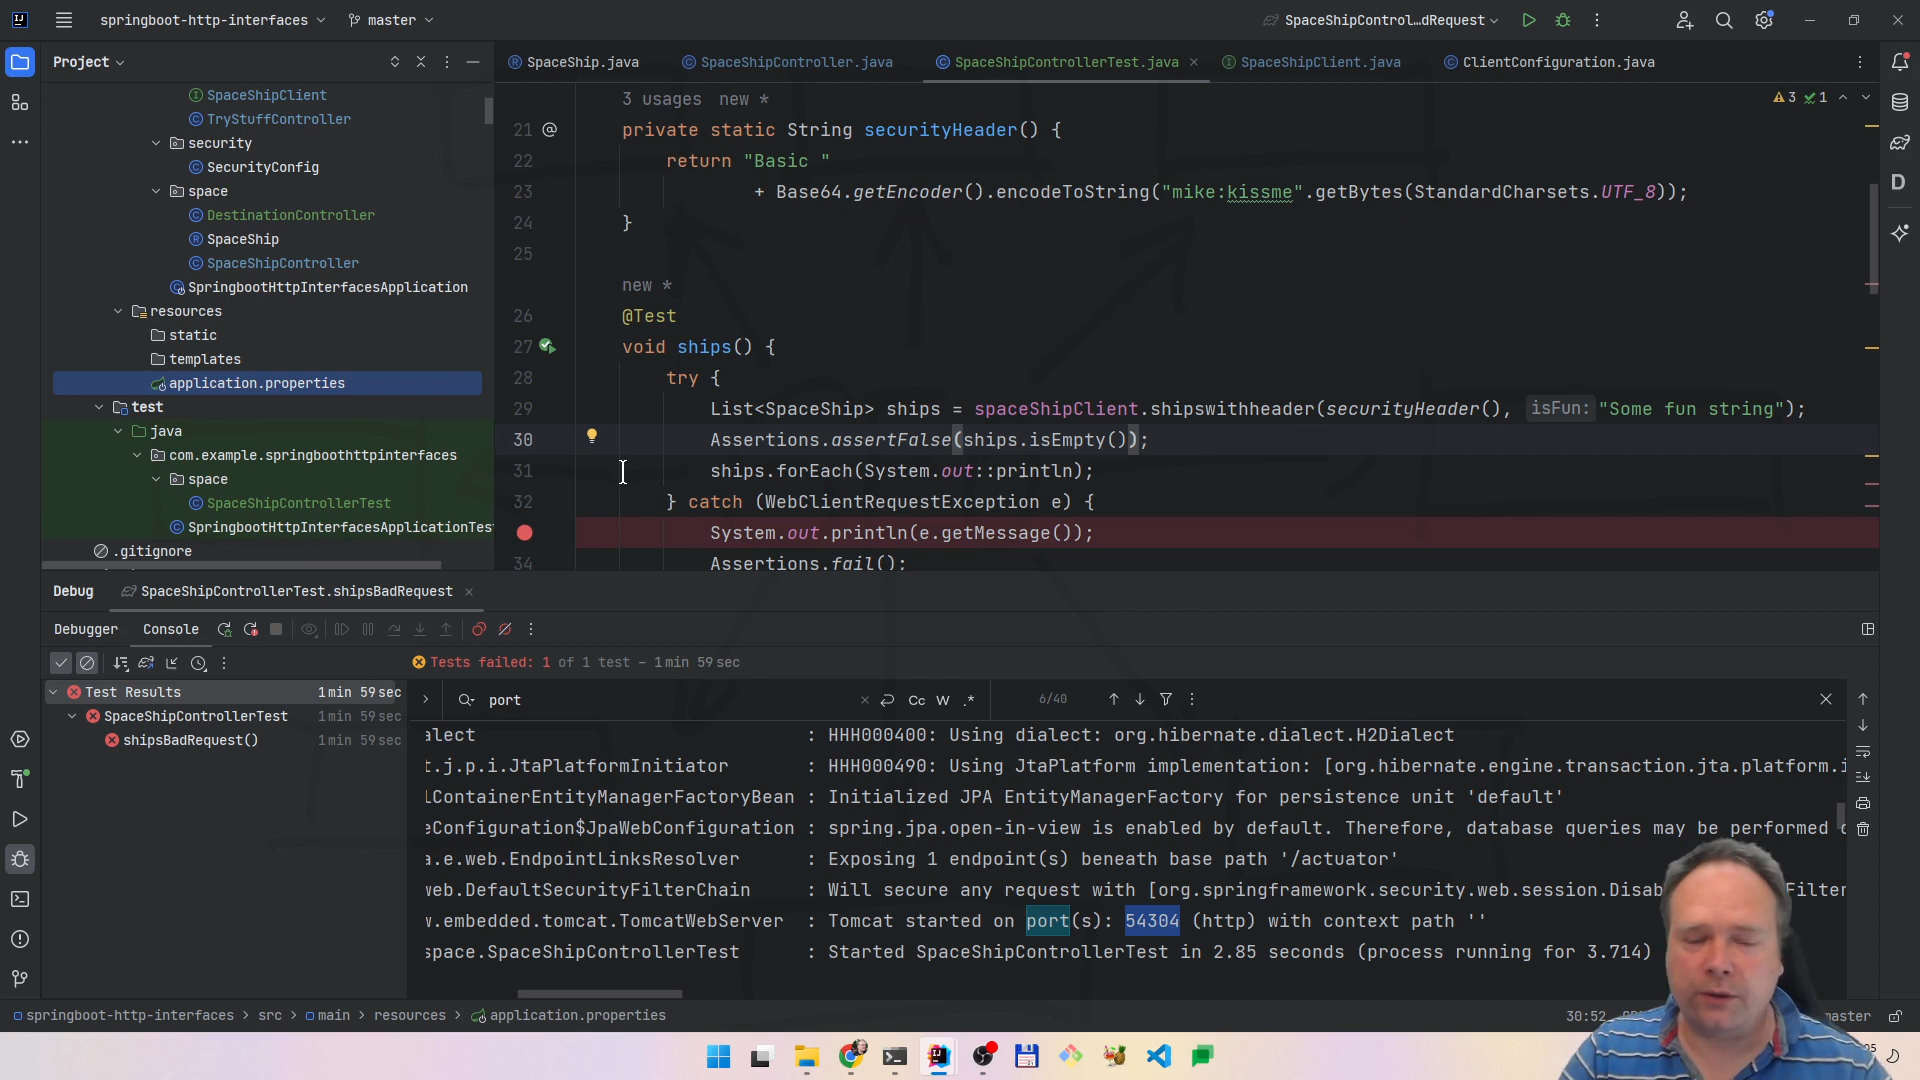 springboot-http-interfaces
master
SpaceShipControl...dRequest
Project
SpaceShip.java
SpaceShipController.java
SpaceShipControllerTest.java
SpaceShipClient.java
ClientConfiguration.java
SpaceShipClient
TryStuffController
security
SecurityConfig
space
DestinationController
SpaceShip
SpaceShipController
SpringbootHttpInterfacesApplication
resources
static
templates
application.properties
test
java
com.example.springboothttpinterfaces
space
SpaceShipControllerTest
SpringbootHttpInterfacesApplicationTes
.gitignore
3 usages new *
3 1
21 @ private static String securityHeader() {
22 return "Basic "
23 + Base64.getEncoder().encodeToString("mike:kissme".getBytes(StandardCharsets.UTF_8));
24 }
25
new *
26 @Test
27 void ships() {
28 try {
29 List<SpaceShip> ships = spaceShipClient.shipswithheader(securityHeader(), isFun: "Some fun string");
30 Assertions.assertFalse(ships.isEmpty());
31 ships.forEach(System.out::println);
32 } catch (WebClientRequestException e) {
System.out.println(e.getMessage());
34 Assertions.fail();
Debug SpaceShipControllerTest.shipsBadRequest
Debugger Console
Tests failed: 1 of 1 test – 1 min 59 sec
Test Results 1 min 59 sec
SpaceShipControllerTest 1 min 59 sec
shipsBadRequest() 1 min 59 sec
port Cc W .* 6/40
alect : HHH000400: Using dialect: org.hibernate.dialect.H2Dialect
t.j.p.i.JtaPlatformInitiator : HHH000490: Using JtaPlatform implementation: [org.hibernate.engine.transaction.jta.platform.i
lContainerEntityManagerFactoryBean : Initialized JPA EntityManagerFactory for persistence unit 'default'
eConfiguration$JpaWebConfiguration : spring.jpa.open-in-view is enabled by default. Therefore, database queries may be performed
a.e.web.EndpointLinksResolver : Exposing 1 endpoint(s) beneath base path '/actuator'
web.DefaultSecurityFilterChain : Will secure any request with [org.springframework.security.web.session.Disab Filter
w.embedded.tomcat.TomcatWebServer : Tomcat started on port(s): 54304 (http) with context path ''
space.SpaceShipControllerTest : Started SpaceShipControllerTest in 2.85 seconds (process running for 3.714)
springboot-http-interfaces > src > main > resources > application.properties
30:52
master